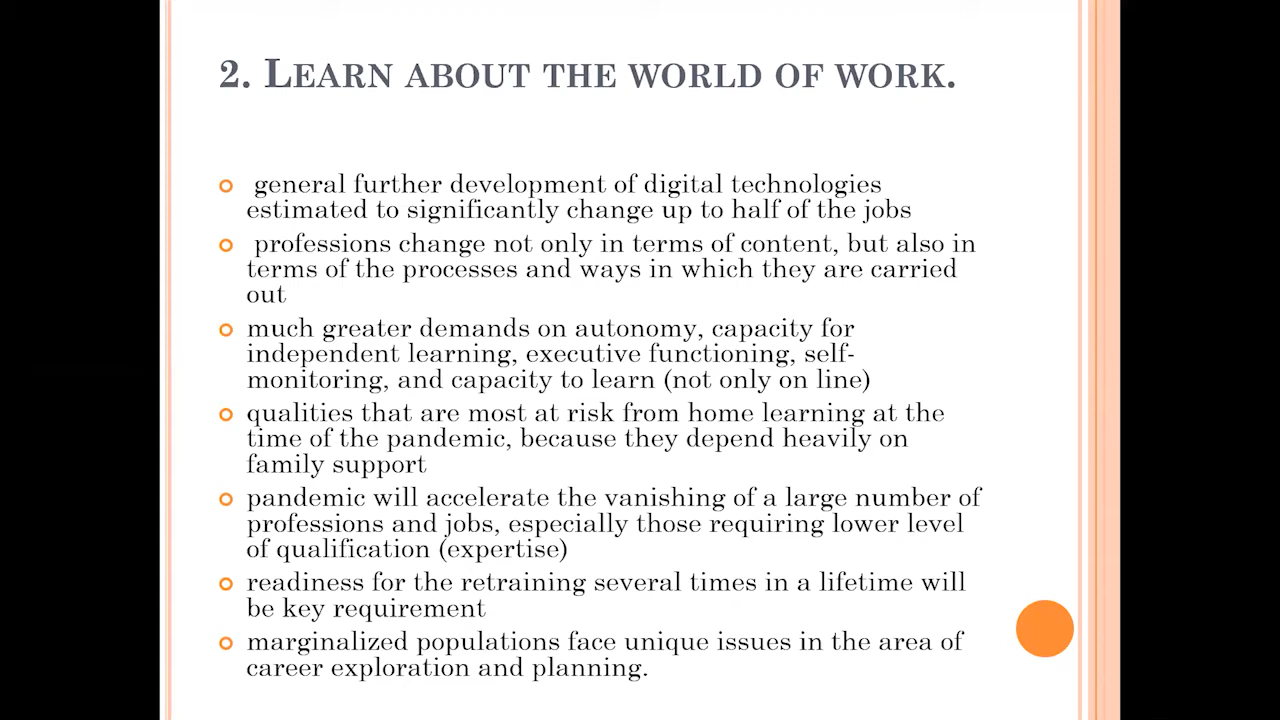 2. Learn about the world of work.
general further development of digital technologies
estimated to significantly change up to half of the jobs
professions change not only in terms of content, but also in
terms of the processes and ways in which they are carried
out
much greater demands on autonomy, capacity for
independent learning, executive functioning, self-
monitoring, and capacity to learn (not only on line)
qualities that are most at risk from home learning at the
time of the pandemic, because they depend heavily on
family support
pandemic will accelerate the vanishing of a large number of
professions and jobs, especially those requiring lower level
of qualification (expertise)
readiness for the retraining several times in a lifetime will
be key requirement
marginalized populations face unique issues in the area of
career exploration and planning.